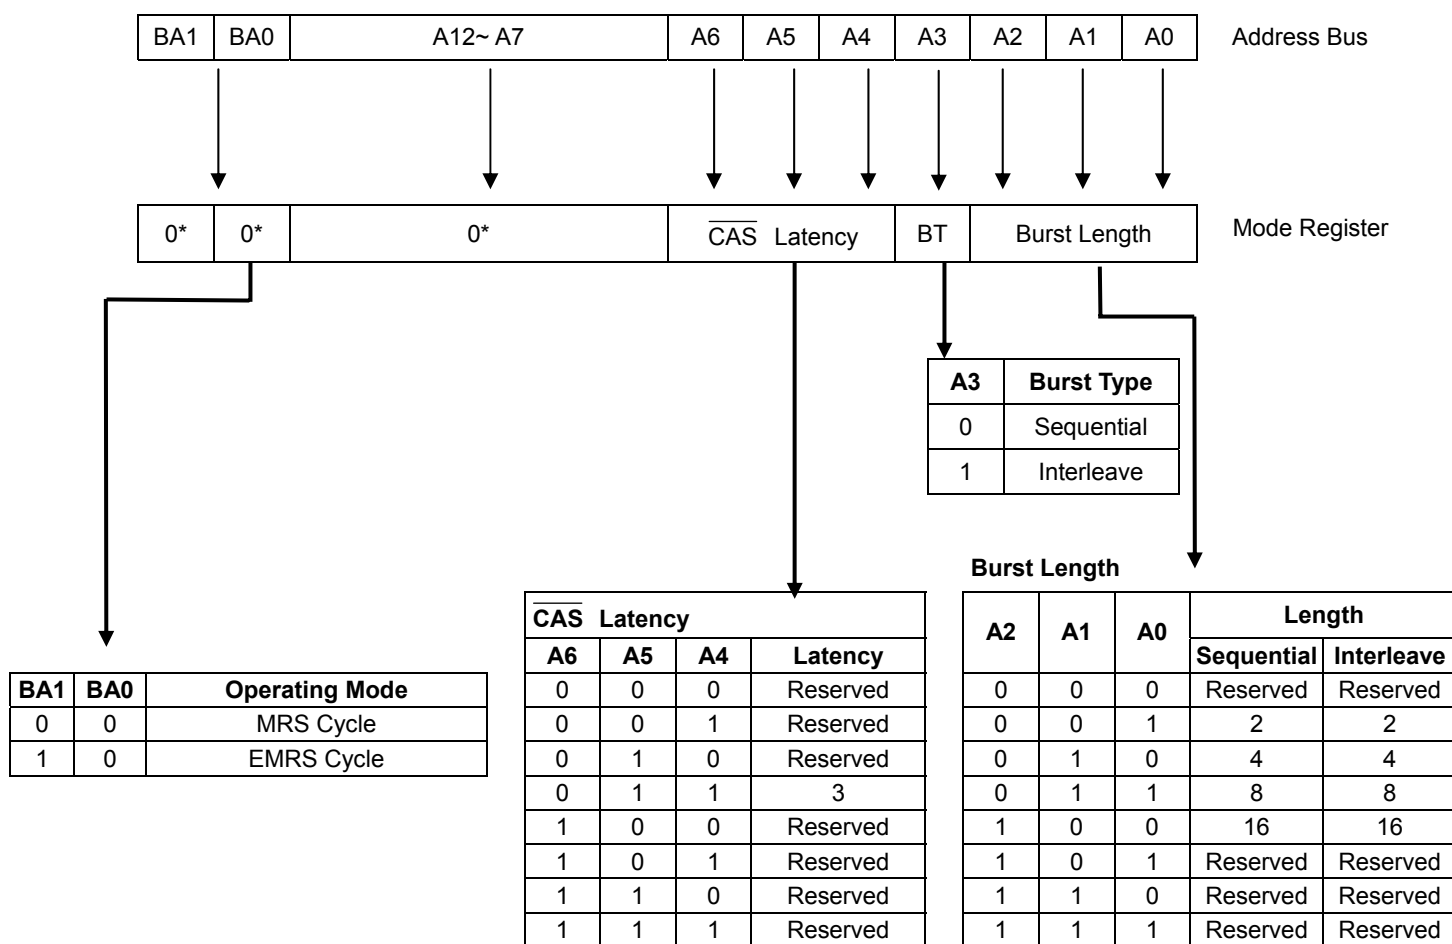 BA1 BA0 A12~ A7 A6 A5 A4 A3 A2 A1 A0 Address Bus
0* 0* 0* CAS Latency BT Burst Length Mode Register
A3 Burst Type
0 Sequential
1 Interleave
BA1 BA0 Operating Mode
0 0 MRS Cycle
1 0 EMRS Cycle
CAS Latency
A6 A5 A4 Latency
0 0 0 Reserved
0 0 1 Reserved
0 1 0 Reserved
0 1 1 3
1 0 0 Reserved
1 0 1 Reserved
1 1 0 Reserved
1 1 1 Reserved
Burst Length
A2 A1 A0 Length
Sequential Interleave
0 0 0 Reserved Reserved
0 0 1 2 2
0 1 0 4 4
0 1 1 8 8
1 0 0 16 16
1 0 1 Reserved Reserved
1 1 0 Reserved Reserved
1 1 1 Reserved Reserved